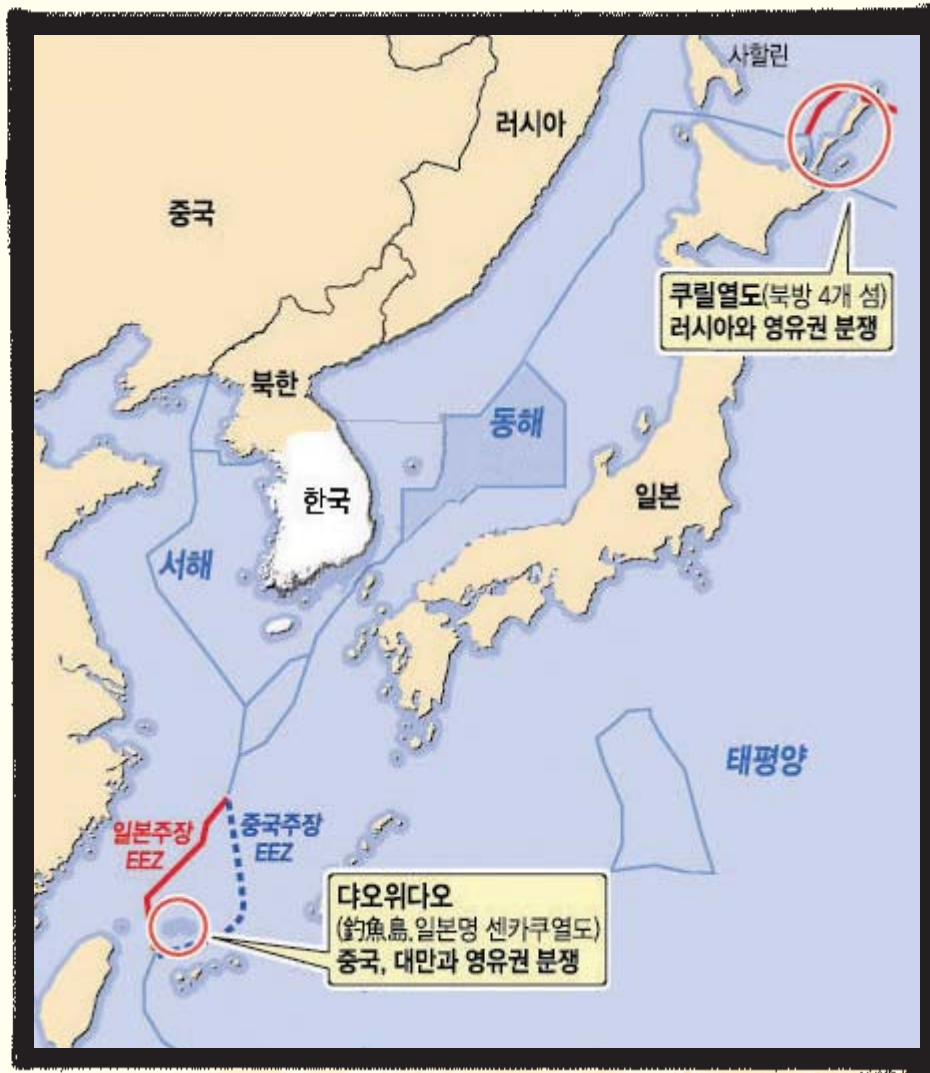 사할린
러시아
중국
쿠릴열도(북방 4개 섬)
러시아와 영유권 분쟁
북한
동해
한국
일본
서해
태평양
일본주장
EEZ
중국주장
EEZ
댜오위다오
(釣魚島, 일본명 센카쿠열도)
중국, 대만과 영유권 분쟁